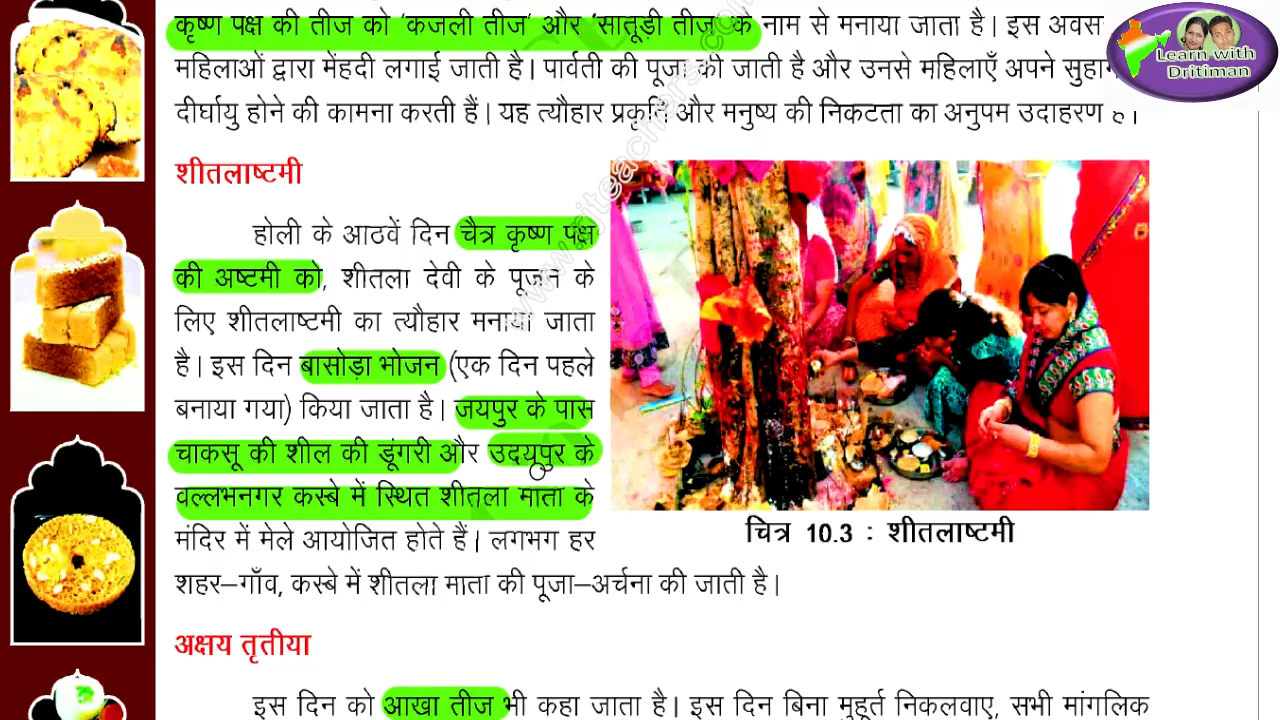 कृष्ण पक्ष की तीज को 'कजली तीज' और 'सातूड़ी तीज' के नाम से मनाया जाता है। इस
महिलाओं द्वारा मेंहदी लगाई जाती है। पार्वती की पूजा की जाती है और उनसे महिलाएँ अपने
दीर्घायु होने की कामना करती हैं। यह त्यौहार प्रकृति और मनुष्य की निकटता का अनुपम उदाहरण है।
Learn with
Dritiman
शीतलाष्टमी
होली के आठवें दिन चैत्र कृष्ण पक्ष
की अष्टमी को, शीतला देवी के पूजन के
लिए शीतलाष्टमी का त्यौहार मनाया जाता
है। इस दिन बासोड़ा भोजन (एक दिन पहले
बनाया गया) किया जाता है। जयपुर के पास
चाकसू की शील की डूंगरी और उदयपुर के
वल्लभनगर कस्बे में स्थित शीतला माता के
मंदिर में मेले आयोजित होते हैं। लगभग हर
शहर–गाँव, कस्बे में शीतला माता की पूजा–अर्चना की जाती है।
चित्र 10.3 : शीतलाष्टमी
अक्षय तृतीया
इस दिन को आखा तीज भी कहा जाता है। इस दिन बिना मुहूर्त निकलवाए, सभी मांगलिक